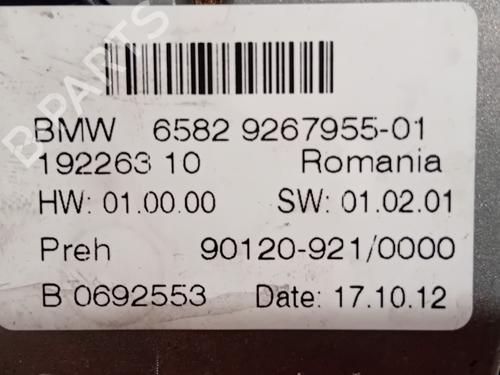 BMW 6582 9267955-01
192263 10 Romania
HW: 01.00.00 SW: 01.02.01
Preh 90120-921/0000
B 0692553 Date: 17.10.12
B-PARTS